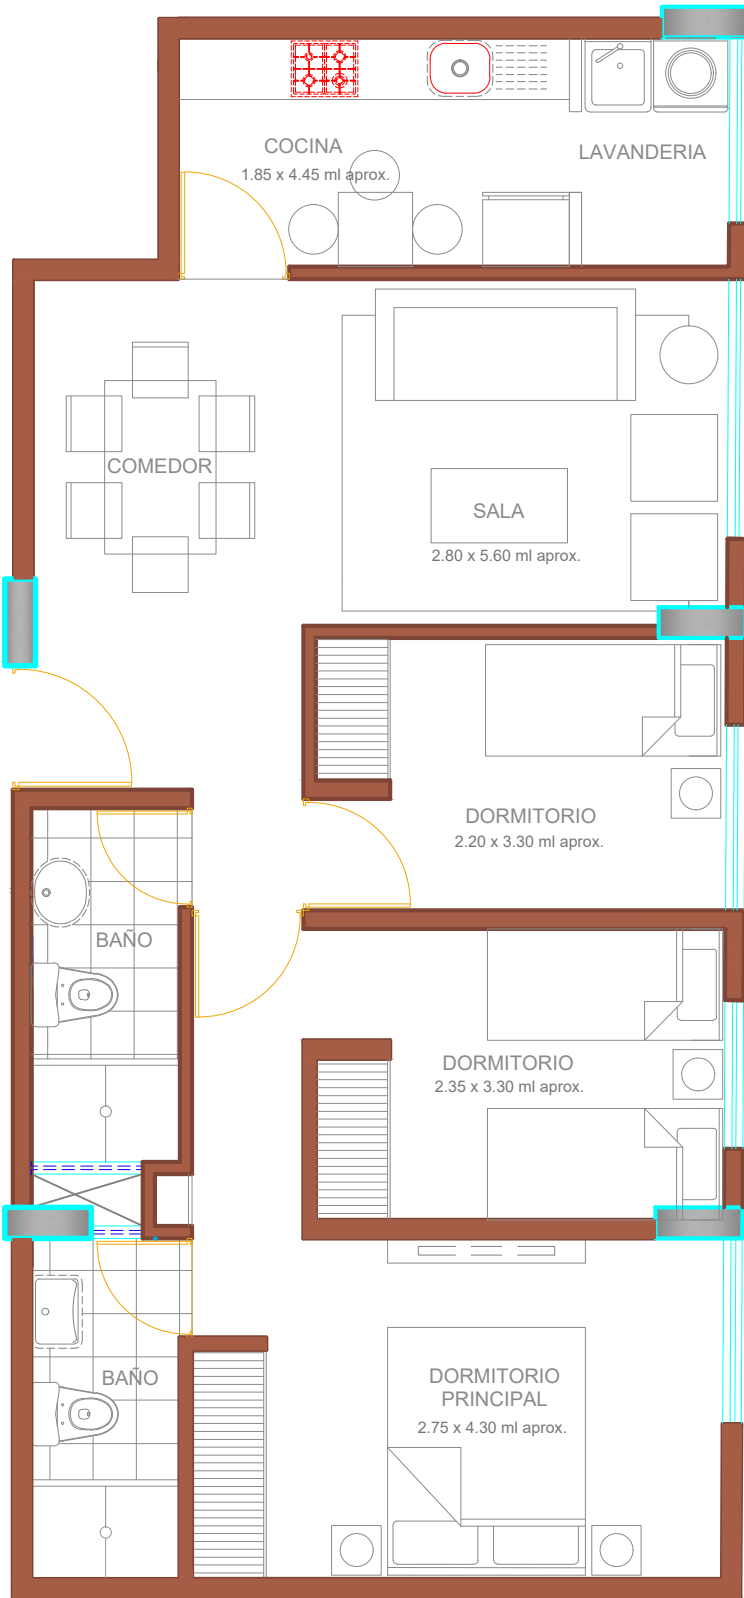 COCINA
1.85 x 4.45 ml aprox.
LAVANDERIA
COMEDOR
SALA
2.80 x 5.60 ml aprox.
DORMITORIO
2.20 x 3.30 ml aprox.
BAÑO
DORMITORIO
2.35 x 3.30 ml aprox.
BAÑO
DORMITORIO
PRINCIPAL
2.75 x 4.30 ml aprox.